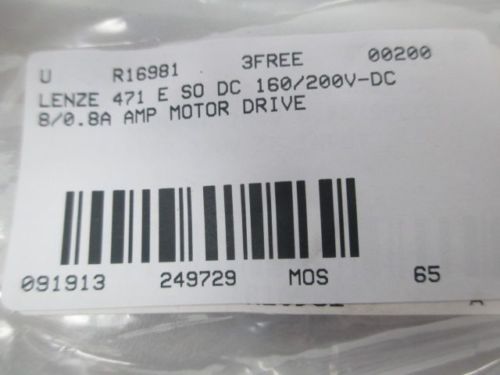 U R16981 3FREE 00200
LENZE 471 E SO DC 160/200V-DC
8/0.8A AMP MOTOR DRIVE
091913 249729 MOS 65